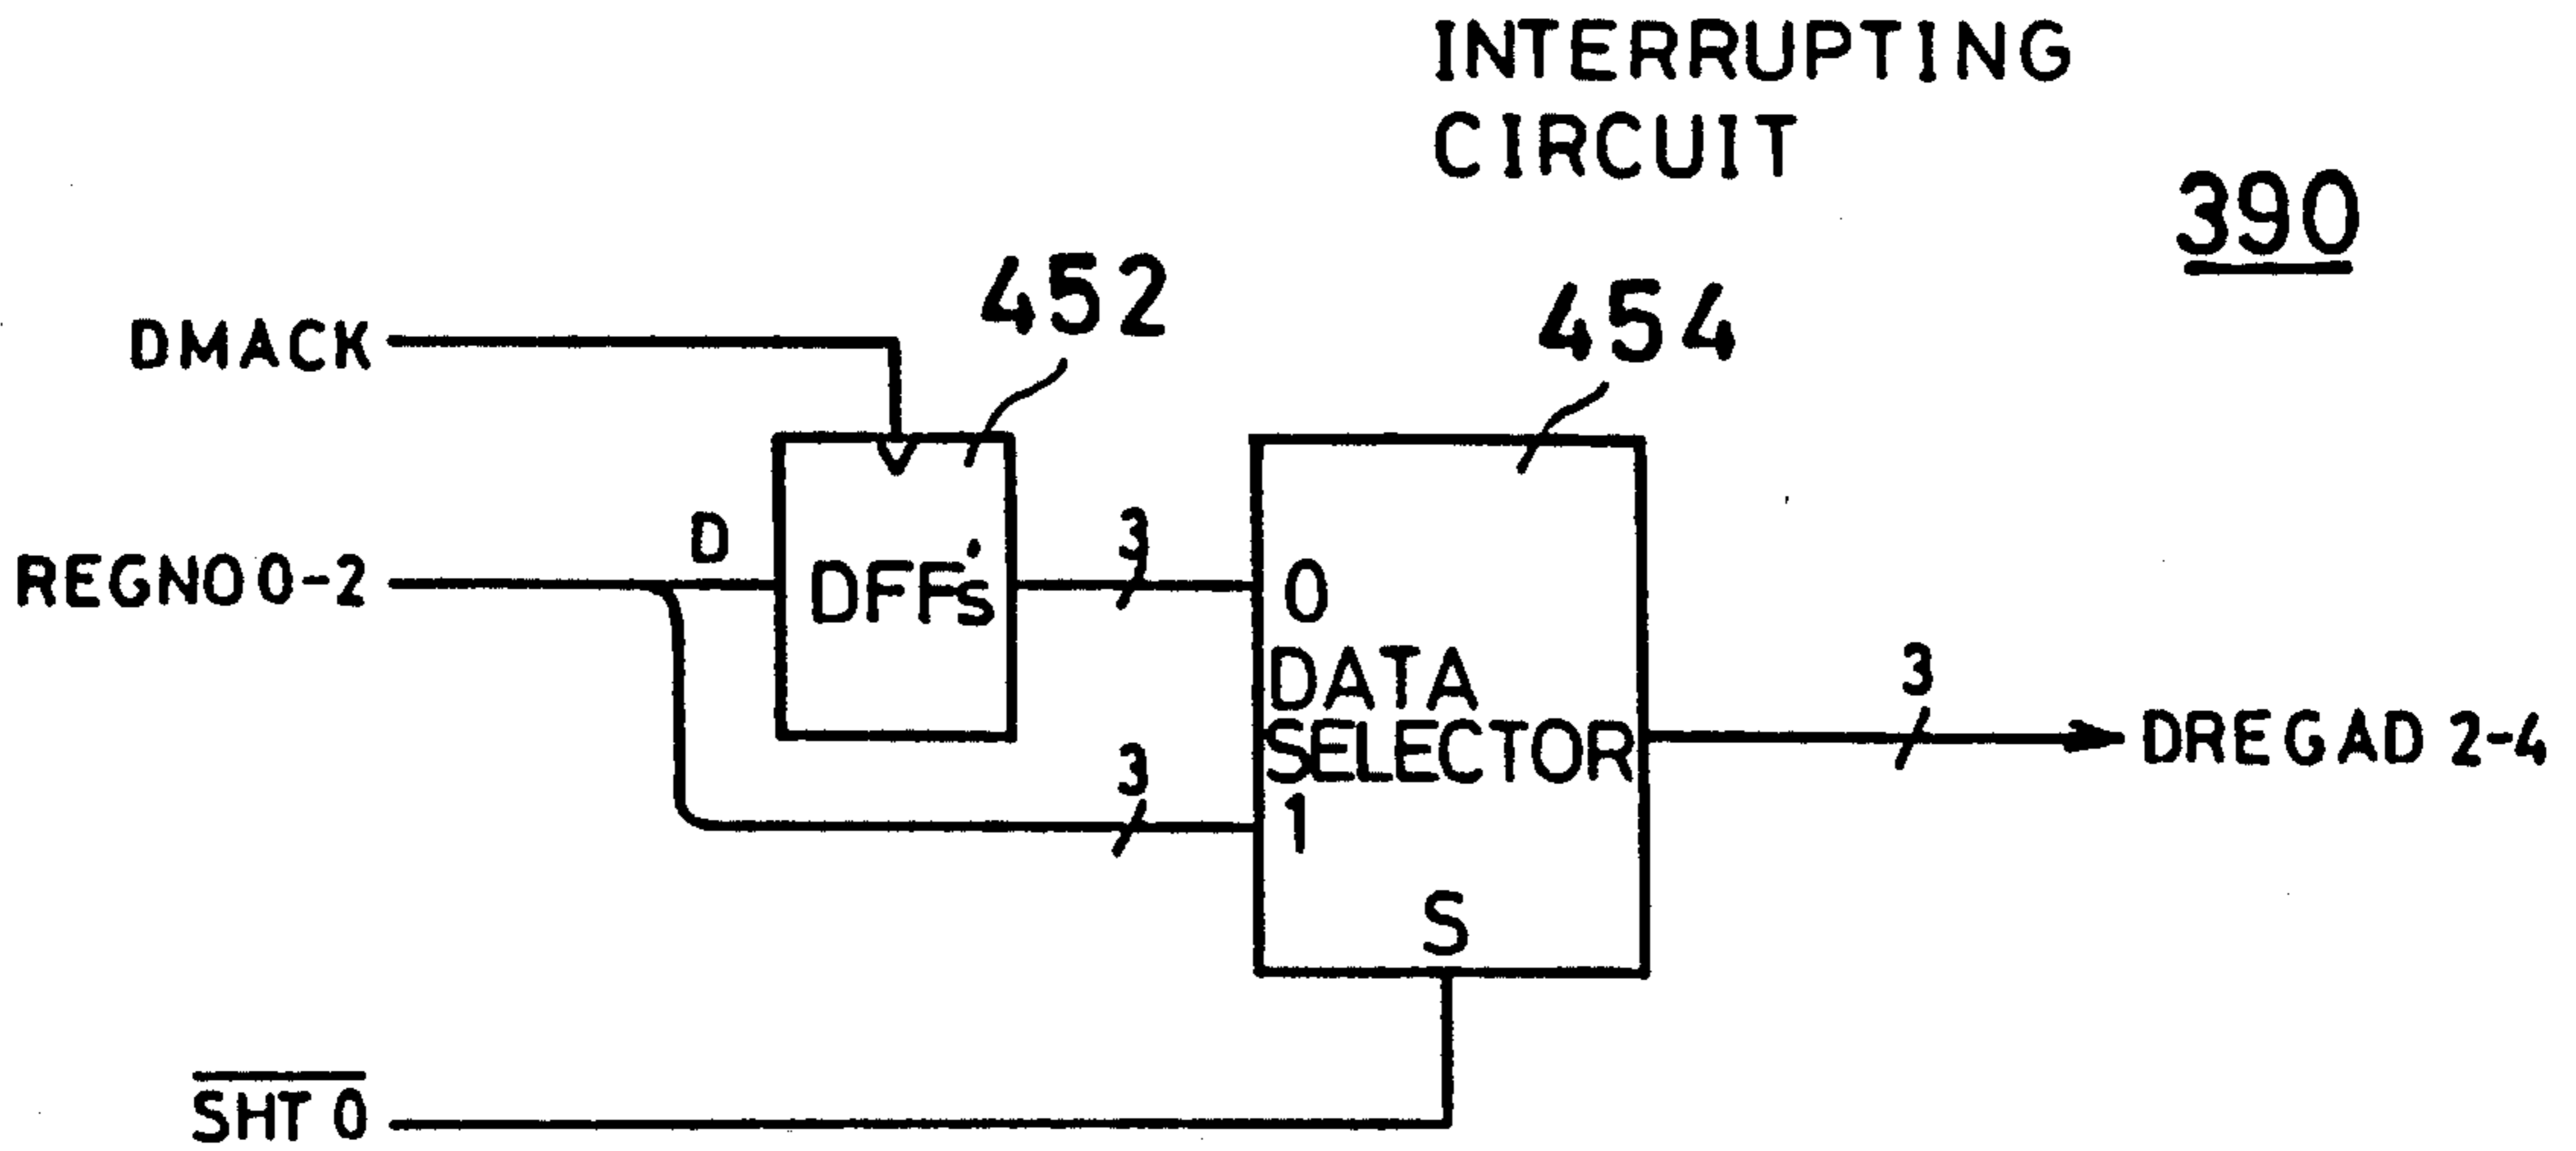 INTERRUPTING
CIRCUIT
390
452
454
DMACK
D
REGNO 0-2
DFF's
3
0
DATA
SELECTOR
3
DREGAD 2-4
3
1
S
SHT 0